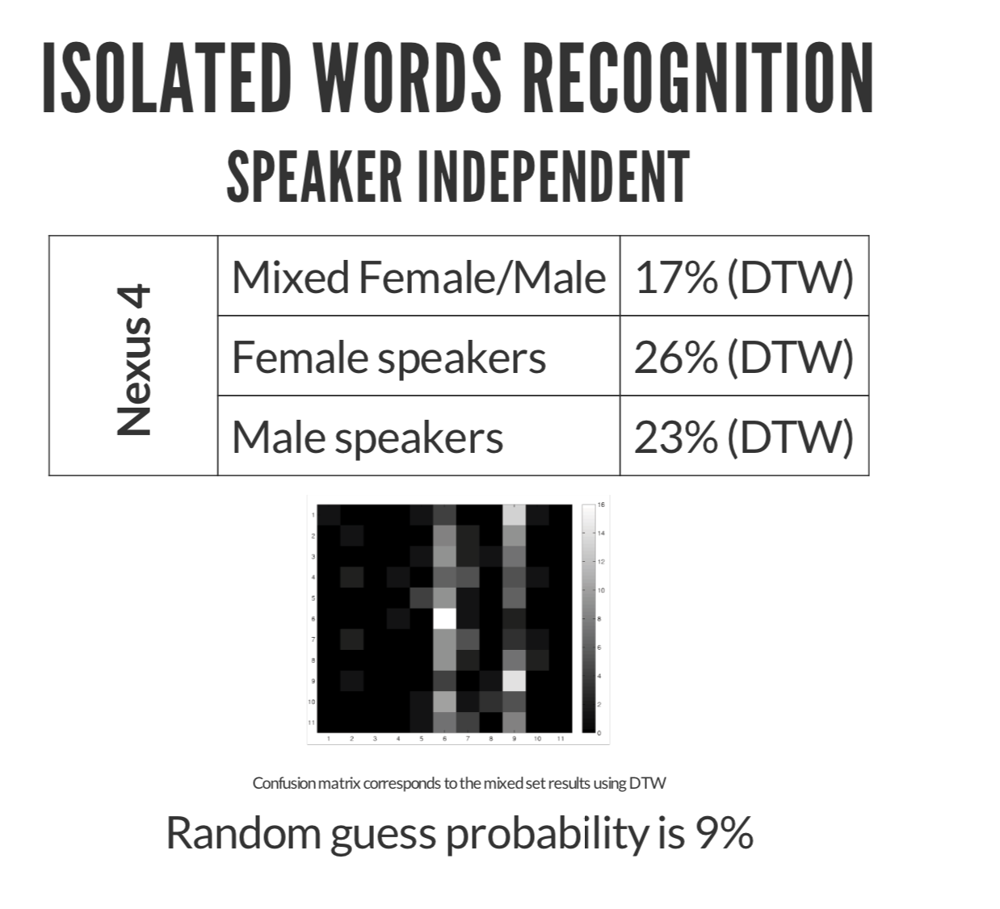 ISOLATED WORDS RECOGNITION
SPEAKER INDEPENDENT
Nexus 4
Mixed Female/Male 17% (DTW)
Female speakers 26% (DTW)
Male speakers 23% (DTW)
16
1
2
14
3
12
4
10
5
6
8
7
6
8
4
9
10
2
11
0
1 2 3 4 5 6 7 8 9 10 11
Confusion matrix corresponds to the mixed set results using DTW
Random guess probability is 9%